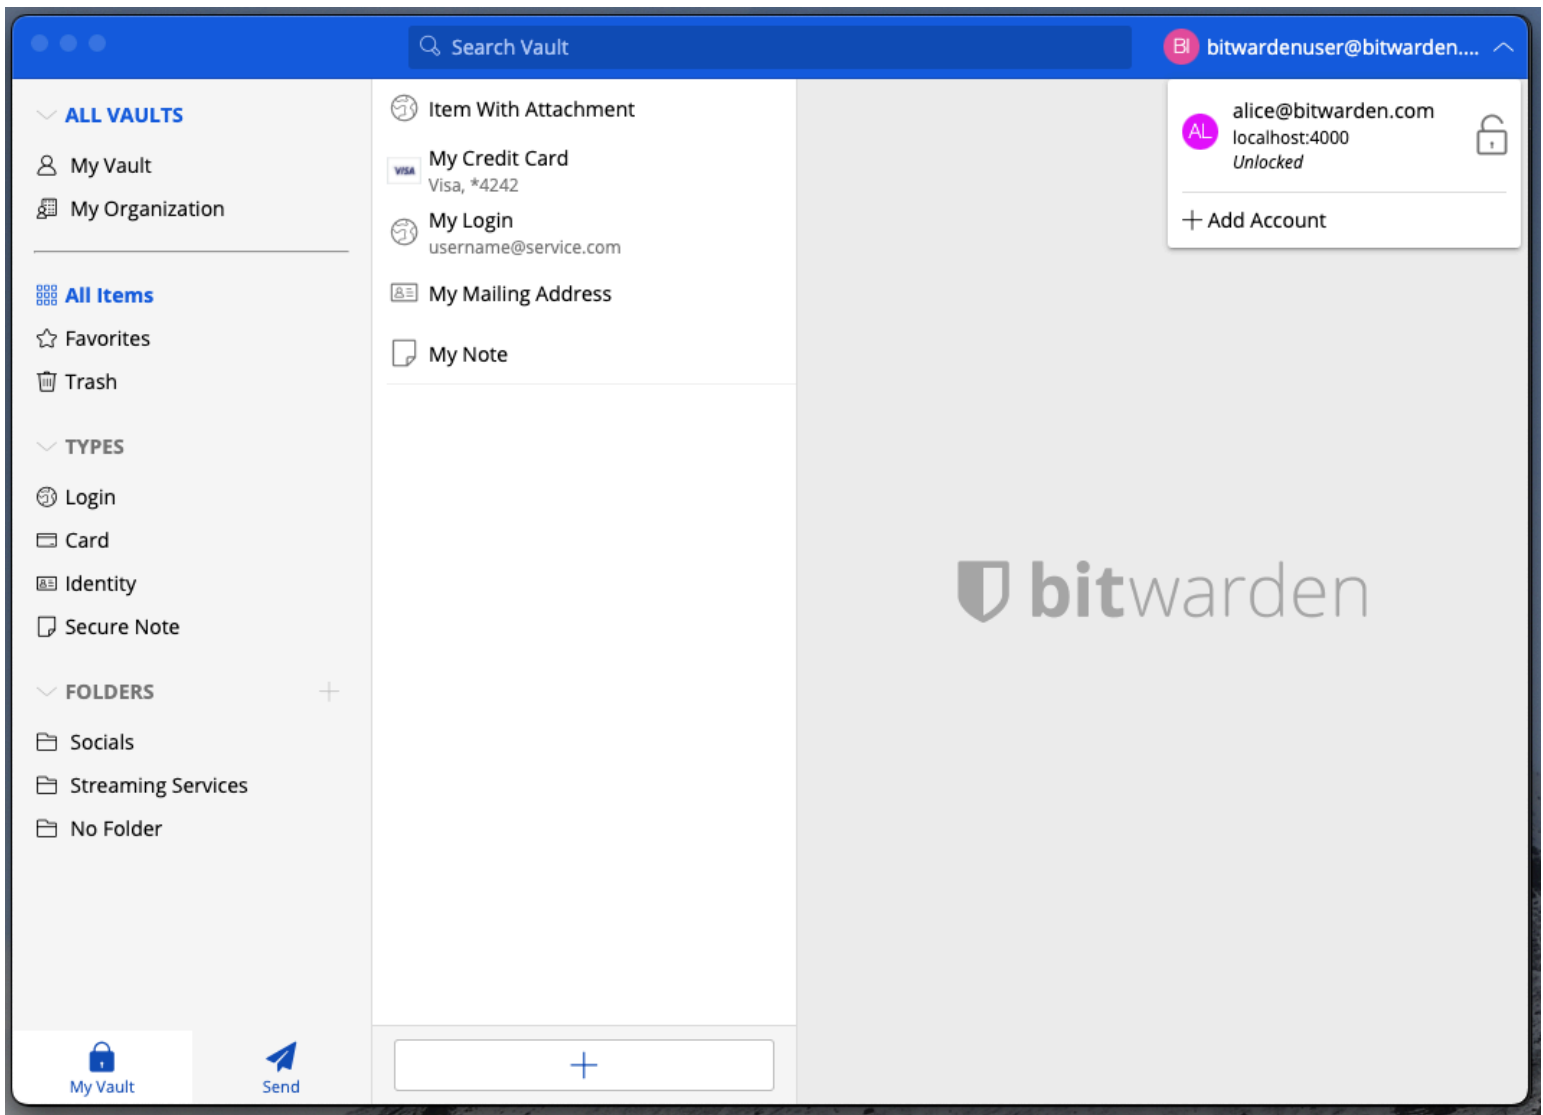 Search Vault
BI bitwardenuser@bitwarden....
ALL VAULTS
My Vault
My Organization
All Items
Favorites
Trash
TYPES
Login
Card
Identity
Secure Note
FOLDERS
Socials
Streaming Services
No Folder
My Vault
Send
Item With Attachment
VISA
My Credit Card
Visa, *4242
My Login
username@service.com
My Mailing Address
My Note
AL
alice@bitwarden.com
localhost:4000
Unlocked
Add Account
bitwarden